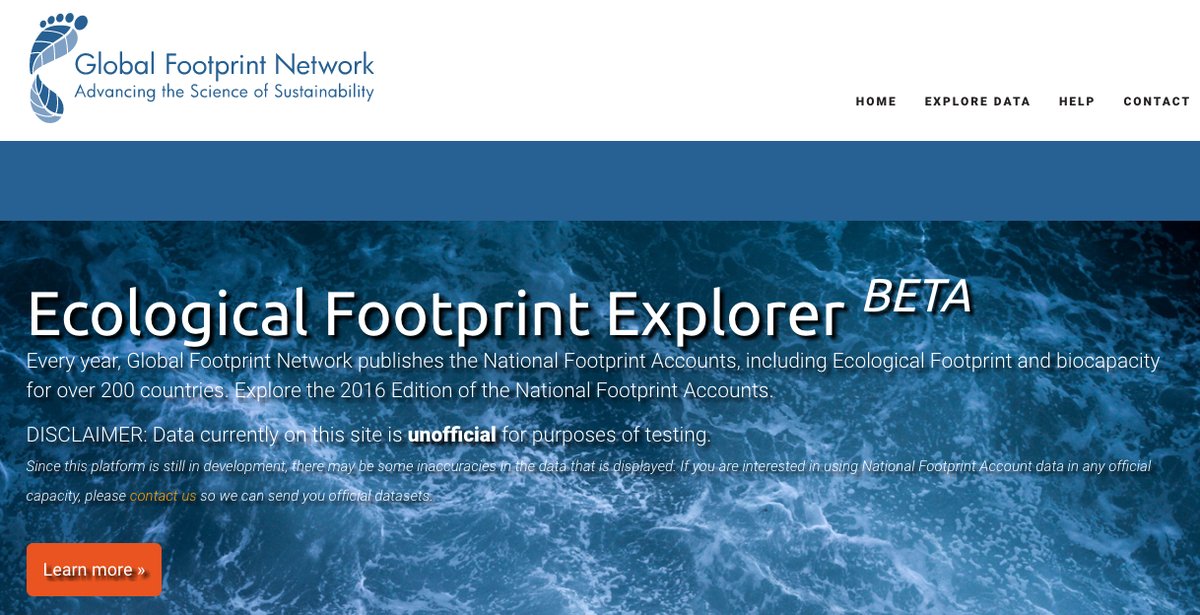 Global Footprint Network
Advancing the Science of Sustainability
HOME EXPLORE DATA HELP CONTACT
Ecological Footprint Explorer BETA
Every year, Global Footprint Network publishes the National Footprint Accounts, including Ecological Footprint and biocapacity
for over 200 countries. Explore the 2016 Edition of the National Footprint Accounts.
DISCLAIMER: Data currently on this site is unofficial for purposes of testing.
Since this platform is still in development, there may be some inaccuracies in the data that is displayed. If you are interested in using National Footprint Account data in any official
capacity, please contact us so we can send you official datasets.
Learn more »